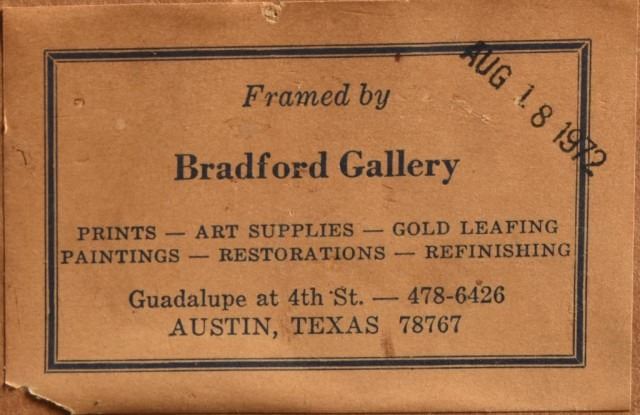 AUG 18 1972
Framed by
Bradford Gallery
PRINTS — ART SUPPLIES — GOLD LEAFING
PAINTINGS — RESTORATIONS — REFINISHING
Guadalupe at 4th St. — 478-6426
AUSTIN, TEXAS 78767